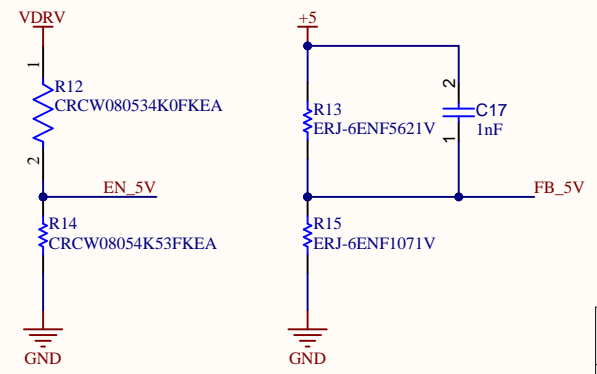 VDRV
1
R12
CRCW080534K0FKEA
2
EN_5V
R14
CRCW08054K53FKEA
GND
+5
R13
ERJ-6ENF5621V
2
C17
1nF
1
FB_5V
R15
ERJ-6ENF1071V
GND